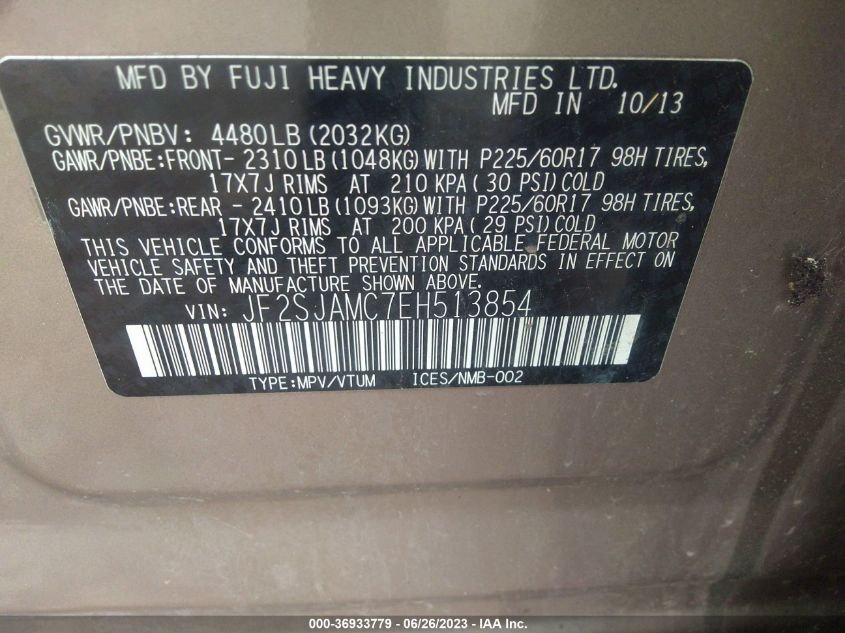 MFD BY FUJI HEAVY INDUSTRIES LTD.
MFD IN 10/13
GVWR/PNBV: 4480LB(2032KG)
GAWR/PNBE:FRONT- 2310LB(1048KG)WITH P225/60R17 98H TIRES,
17X7J RIMS AT 210 KPA(30 PSI)COLD
GAWR/PNBE:REAR - 2410LB(1093KG)WITH P225/60R17 98H TIRES,
17X7J RIMS AT 200 KPA(29 PSI)COLD
THIS VEHICLE CONFORMS TO ALL APPLICABLE FEDERAL MOTOR
VEHICLE SAFETY AND THEFT PREVENTION STANDARDS IN EFFECT ON
THE DATE OF MANUFACTURE SHOWN ABOVE.
VIN: JF2SJAMC7EH513854
TYPE:MPV/VTUM ICES/NMB-002
000-36933779 - 06/26/2023 - IAA Inc.